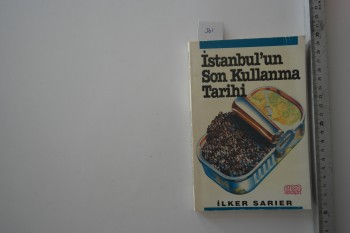 İstanbul'un
Son Kullanma
Tarihi
İLKER SARIER